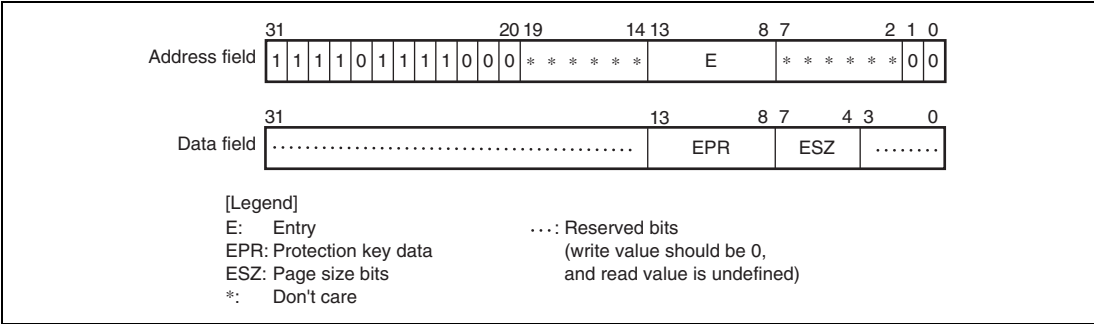 31 20 19 14 13 8 7 2 1 0
Address field 1 1 1 1 0 1 1 1 1 0 0 0 * * * * * * E * * * * * * 0 0
31 13 8 7 4 3 0
Data field ........................................... EPR ESZ ........
[Legend]
E: Entry
EPR: Protection key data
ESZ: Page size bits
*: Don't care
...: Reserved bits
(write value should be 0,
and read value is undefined)